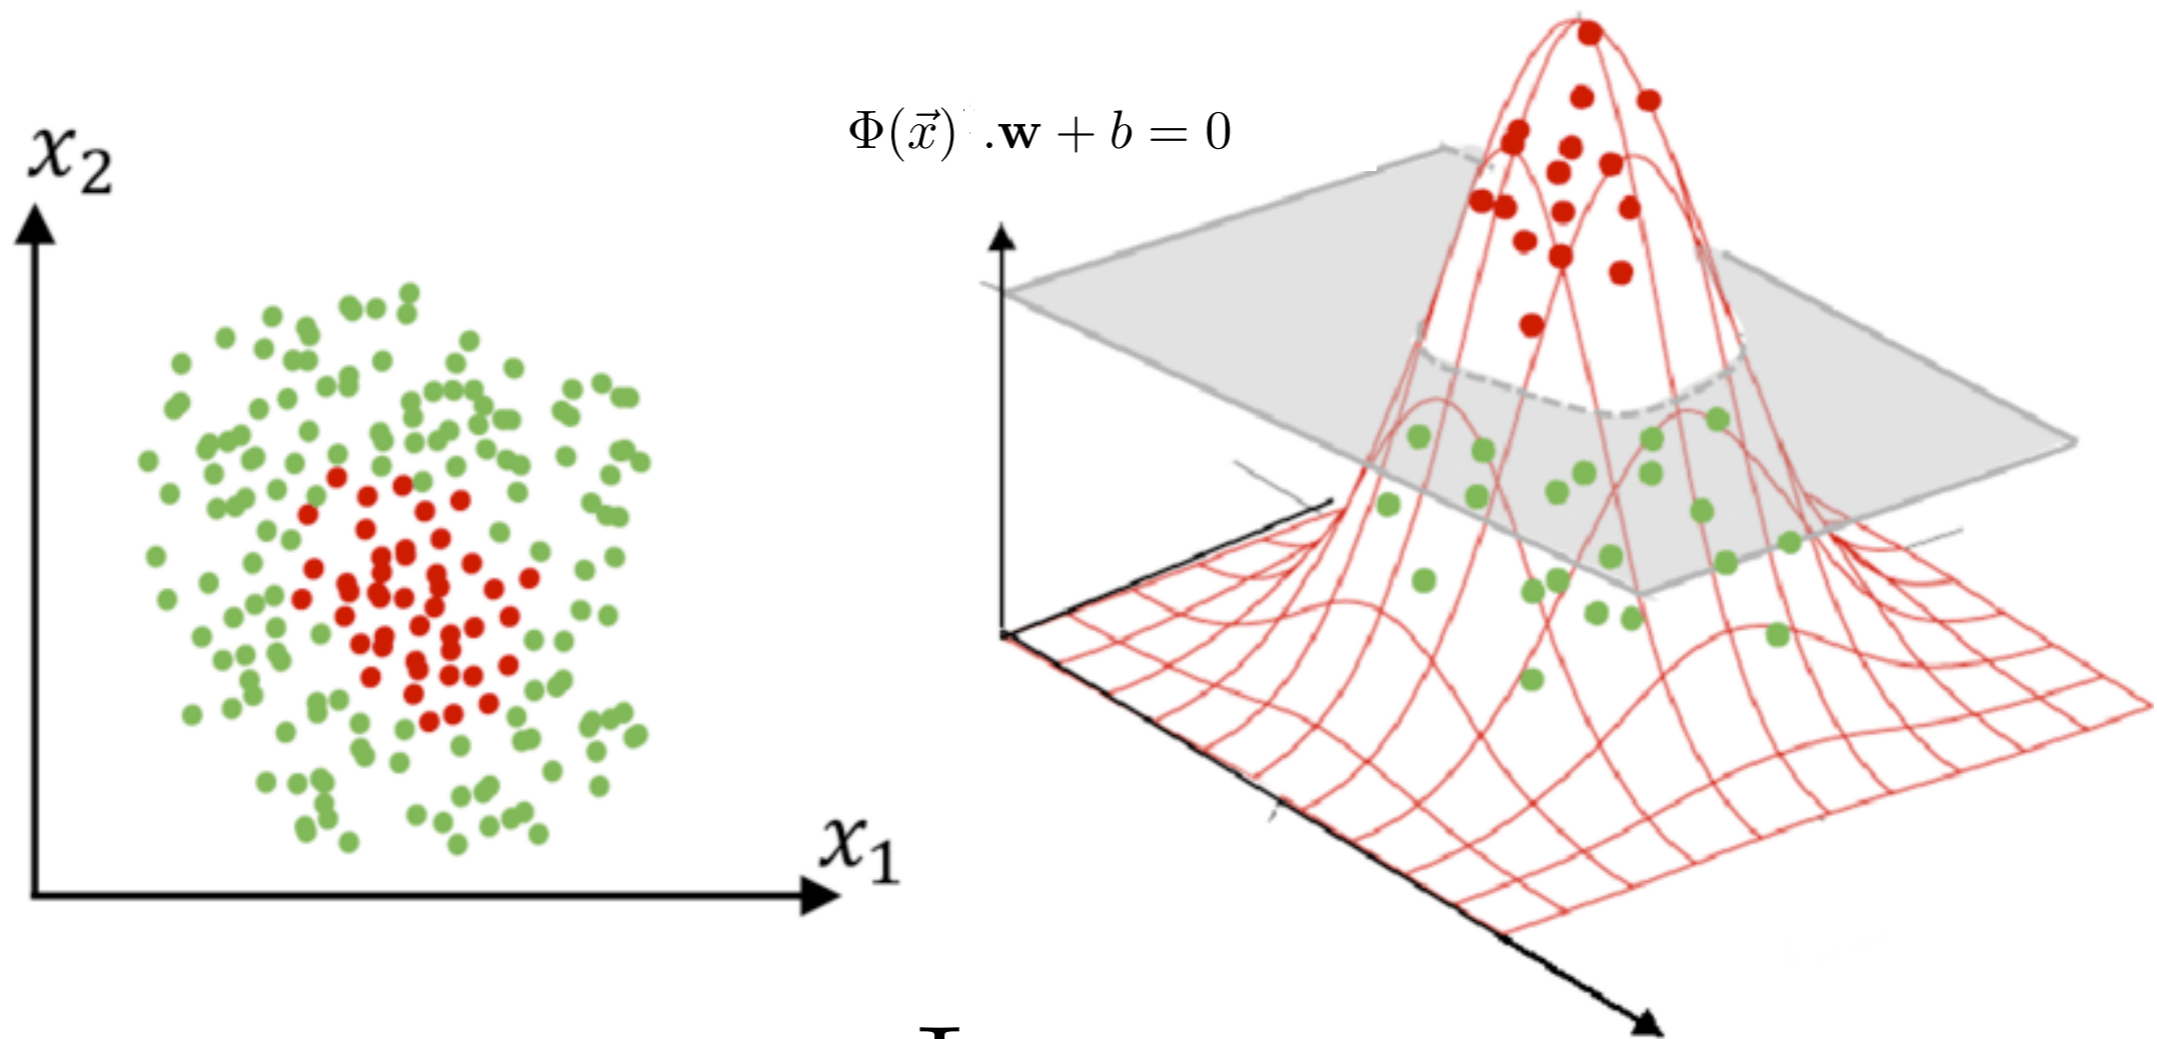 x₂
Φ(x⃗) .w + b = 0
x₁